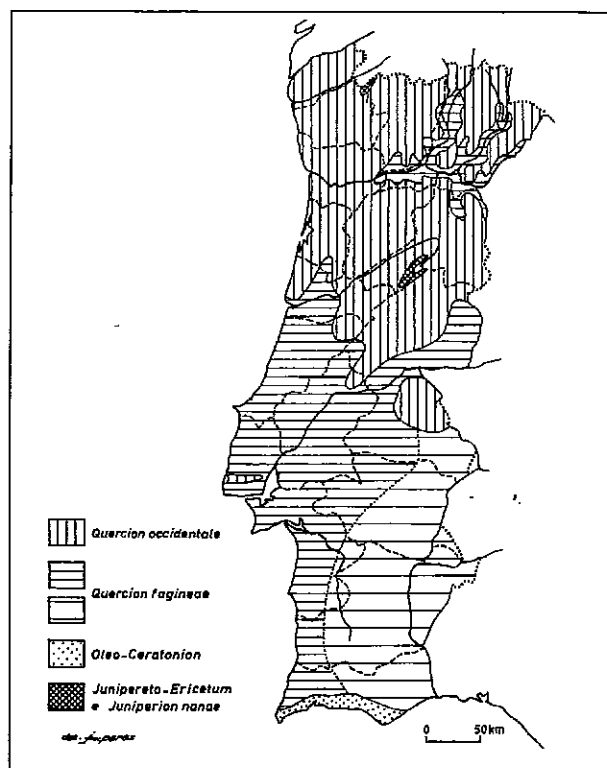 Quercion occidentale
Quercion fagineae
Oleo-Ceratonion
Junipereto-Ericetum
e Juniperion nanae
0 50km